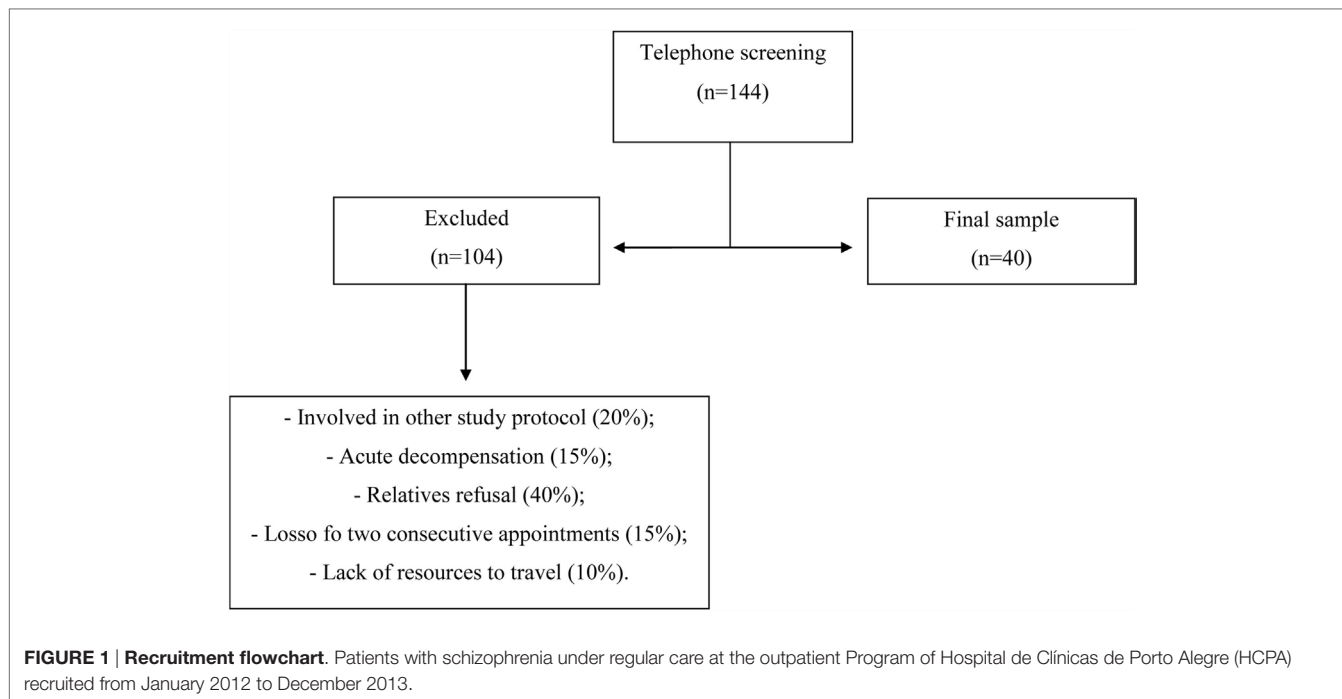 Telephone screening
(n=144)
Excluded
(n=104)
Final sample
(n=40)
- Involved in other study protocol (20%);
- Acute decompensation (15%);
- Relatives refusal (40%);
- Losso fo two consecutive appointments (15%);
- Lack of resources to travel (10%).
FIGURE 1 | Recruitment flowchart. Patients with schizophrenia under regular care at the outpatient Program of Hospital de Clínicas de Porto Alegre (HCPA)
recruited from January 2012 to December 2013.